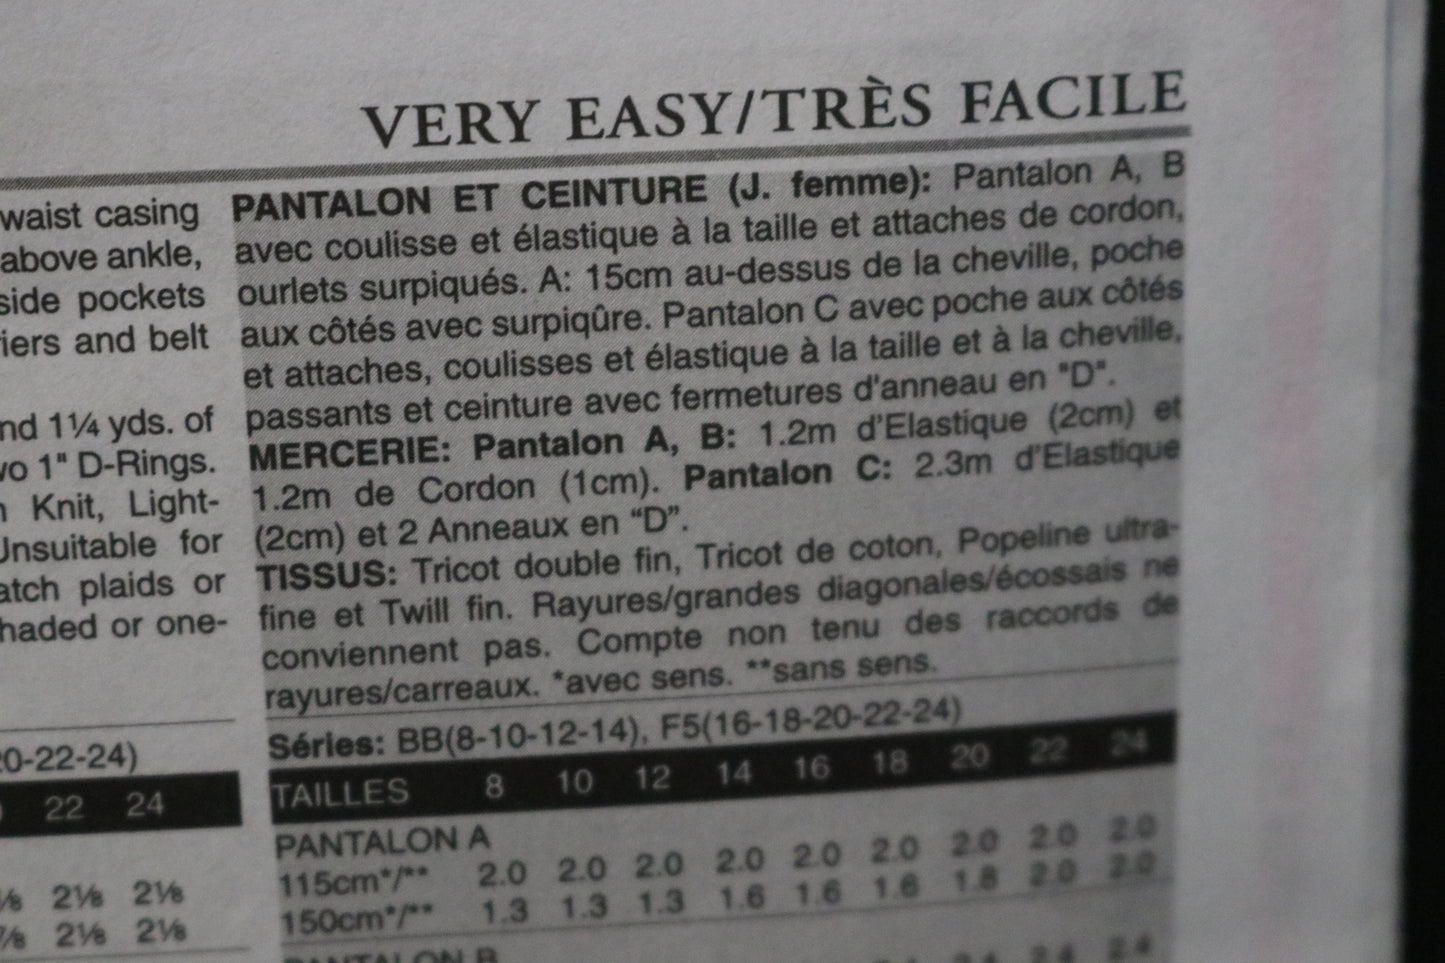 VERY EASY/TRÈS FACILE
waist casing
above ankle,
side pockets
iers and belt
nd 1¼ yds. of
vo 1" D-Rings.
n Knit, Light-
Unsuitable for
atch plaids or
haded or one-
20-22-24)
22 24
2⅛ 2⅛
⅞ 2⅛ 2⅛
PANTALON ET CEINTURE (J. femme): Pantalon A, B
avec coulisse et élastique à la taille et attaches de cordon,
ourlets surpiqués. A: 15cm au-dessus de la cheville, poche
aux côtés avec surpiqûre. Pantalon C avec poche aux côtés
et attaches, coulisses et élastique à la taille et à la cheville,
passants et ceinture avec fermetures d'anneau en "D".
MERCERIE: Pantalon A, B: 1.2m d'Elastique (2cm) et
1.2m de Cordon (1cm). Pantalon C: 2.3m d'Elastique
(2cm) et 2 Anneaux en “D”.
TISSUS: Tricot double fin, Tricot de coton, Popeline ultra-
fine et Twill fin. Rayures/grandes diagonales/écossais ne
conviennent pas. Compte non tenu des raccords de
rayures/carreaux. *avec sens. **sans sens.
Séries: BB(8-10-12-14), F5(16-18-20-22-24)
TAILLES 8 10 12 14 16 18 20 22 24
PANTALON A
115cm*/** 2.0 2.0 2.0 2.0 2.0 2.0 2.0 2.0 2.0
150cm*/** 1.3 1.3 1.3 1.6 1.6 1.6 1.8 2.0 2.0
PANTALON B
2.4 2.4 2.4